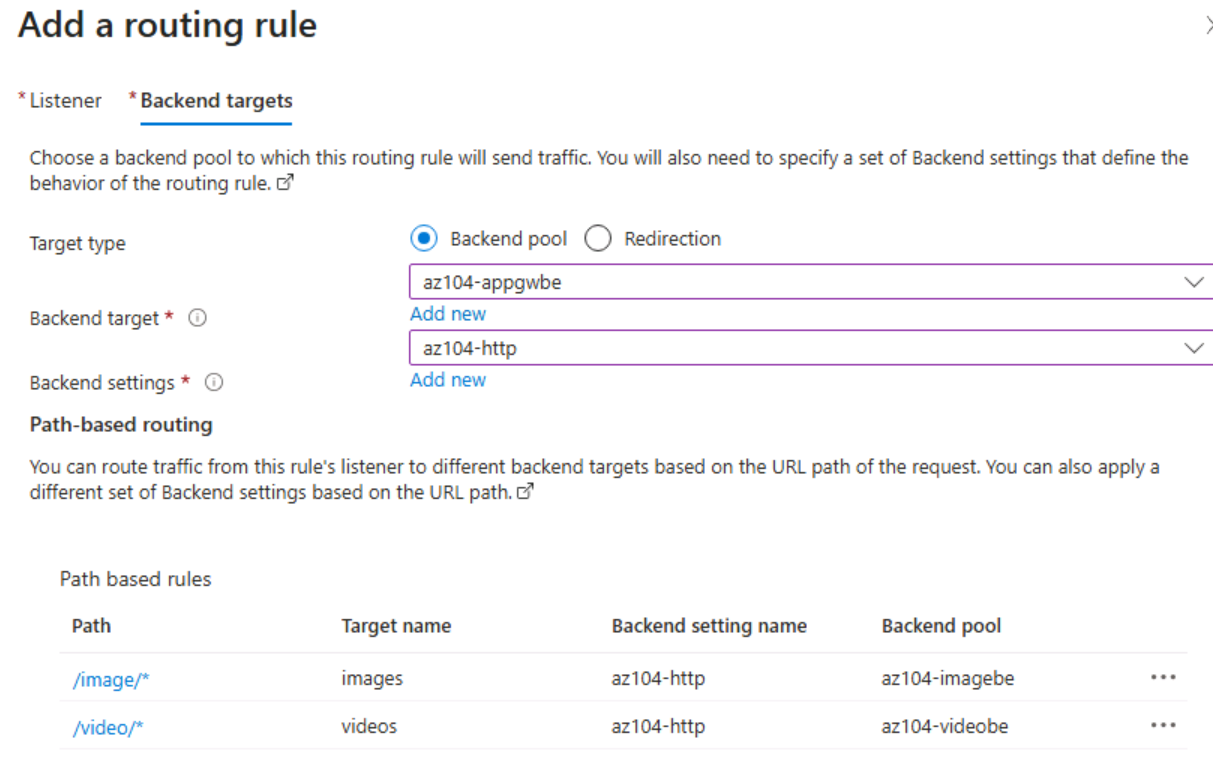 Add a routing rule
* Listener * Backend targets
Choose a backend pool to which this routing rule will send traffic. You will also need to specify a set of Backend settings that define the
behavior of the routing rule.
Target type
Backend pool Redirection
az104-appgwbe
Backend target *
Add new
az104-http
Backend settings *
Add new
Path-based routing
You can route traffic from this rule's listener to different backend targets based on the URL path of the request. You can also apply a
different set of Backend settings based on the URL path.
Path based rules
Path Target name Backend setting name Backend pool
/image/* images az104-http az104-imagebe
/video/* videos az104-http az104-videobe